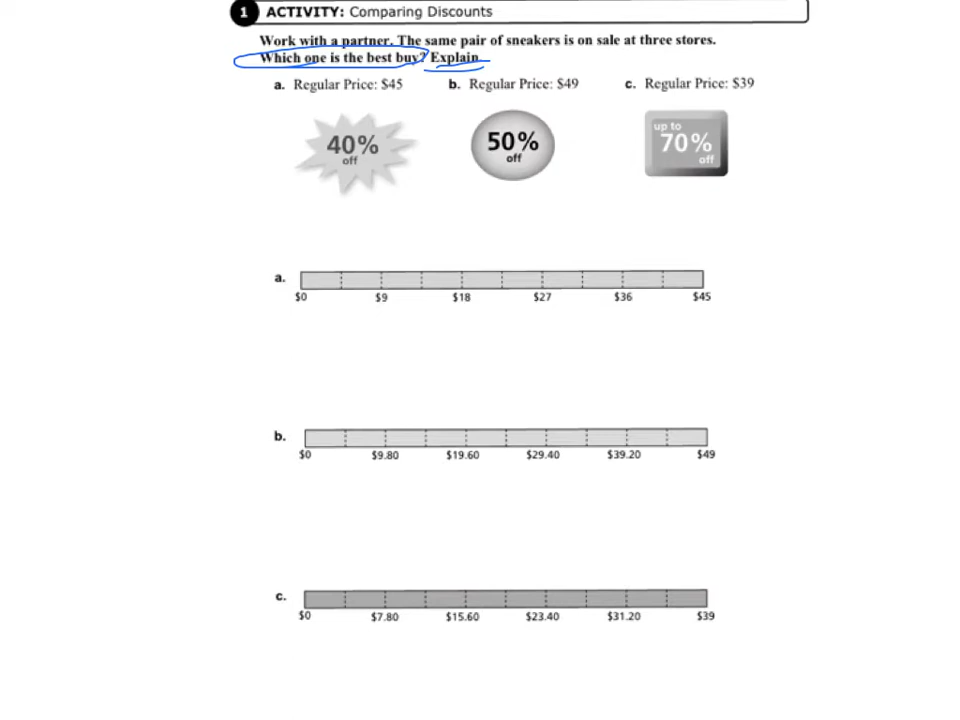 1 ACTIVITY: Comparing Discounts
Work with a partner. The same pair of sneakers is on sale at three stores.
Which one is the best buy? Explain.
a. Regular Price: $45 b. Regular Price: $49 c. Regular Price: $39
40%
off
50%
off
up to
70%
off
a.
$0 $9 $18 $27 $36 $45
b.
$0 $9.80 $19.60 $29.40 $39.20 $49
c.
$0 $7.80 $15.60 $23.40 $31.20 $39